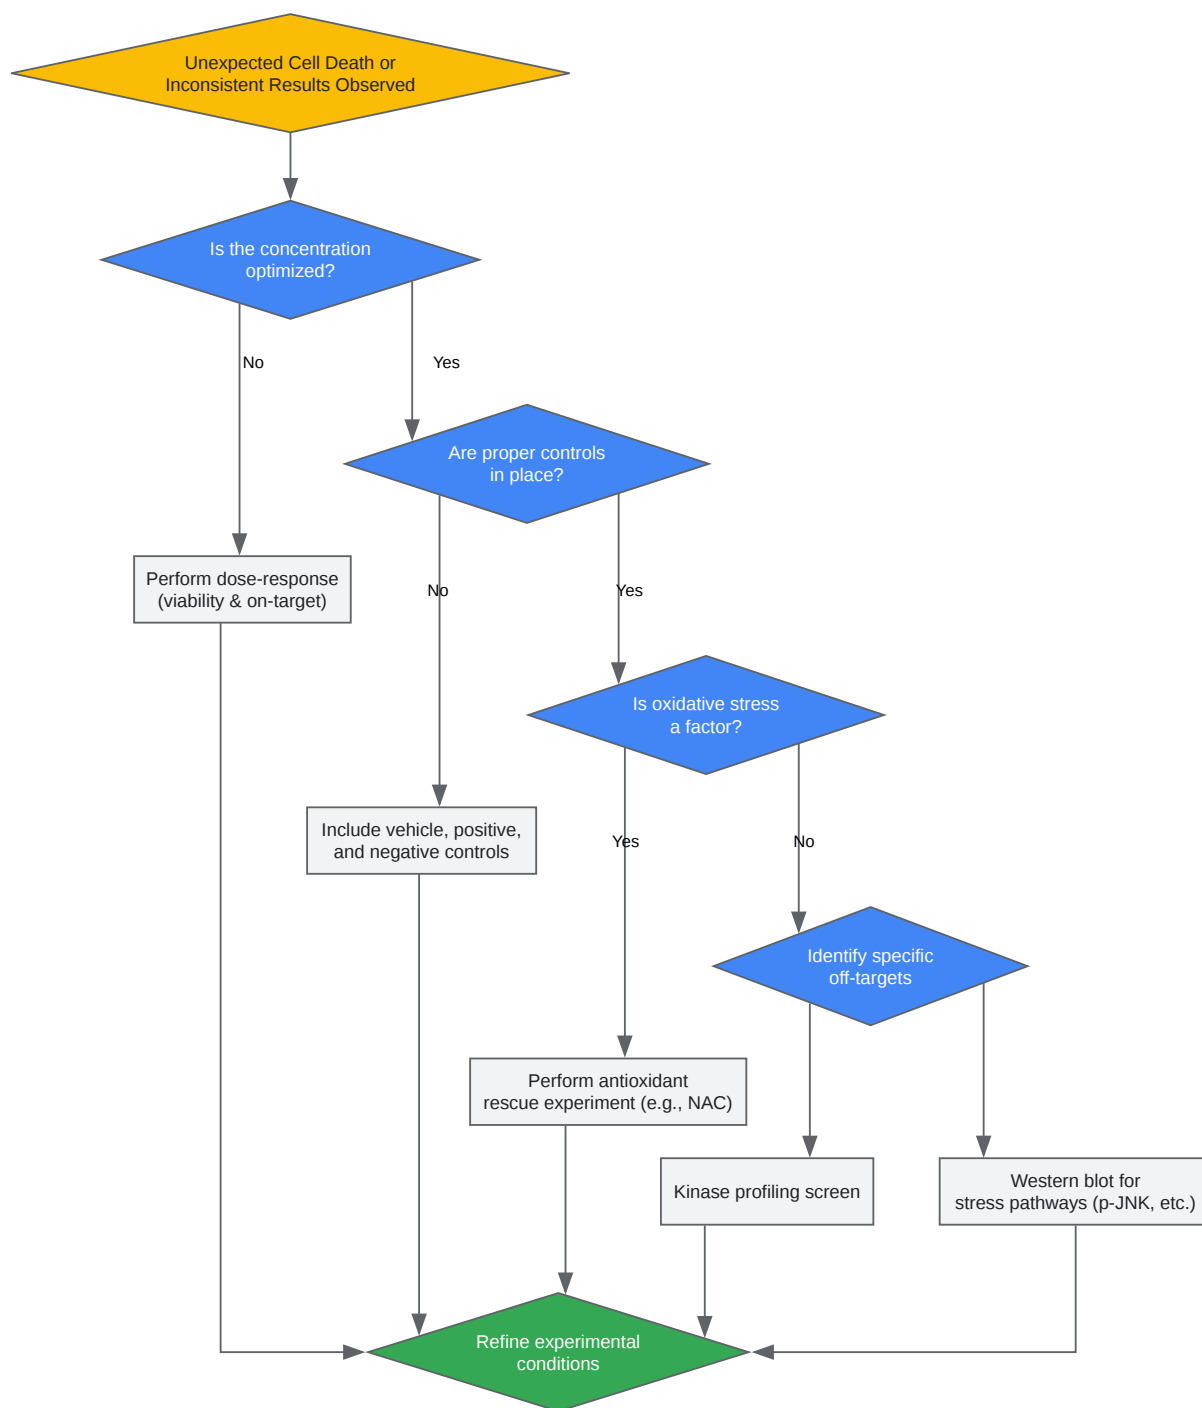 Unexpected Cell Death or
Inconsistent Results Observed
Is the concentration
optimized?
No
Yes
Are proper controls
in place?
Perform dose-response
(viability & on-target)
No
Yes
Is oxidative stress
a factor?
Include vehicle, positive,
and negative controls
Yes
No
Identify specific
off-targets
Perform antioxidant
rescue experiment (e.g., NAC)
Kinase profiling screen
Western blot for
stress pathways (p-JNK, etc.)
Refine experimental
conditions